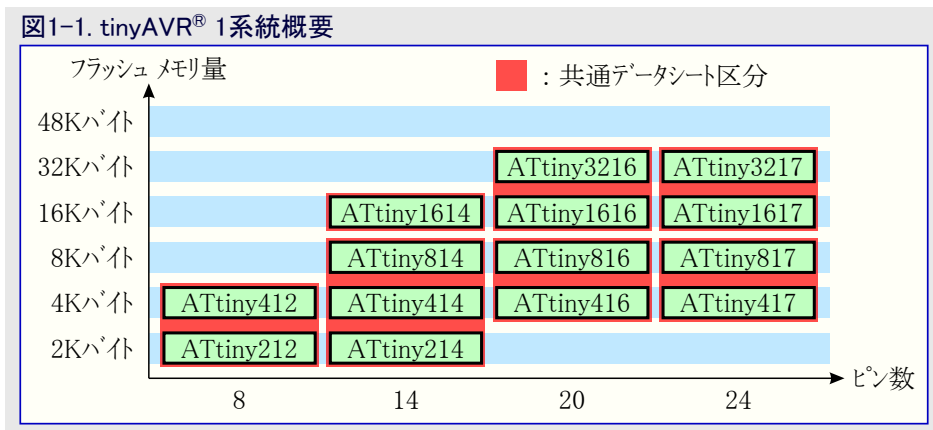 図1-1. tinyAVR® 1系統概要
フラッシュ メモリ量
：共通データシート区分
48Kバイト
32Kバイト ATtiny3216 ATtiny3217
16Kバイト ATtiny1614 ATtiny1616 ATtiny1617
8Kバイト ATtiny814 ATtiny816 ATtiny817
4Kバイト ATtiny412 ATtiny414 ATtiny416 ATtiny417
2Kバイト ATtiny212 ATtiny214
ピン数
8 14 20 24